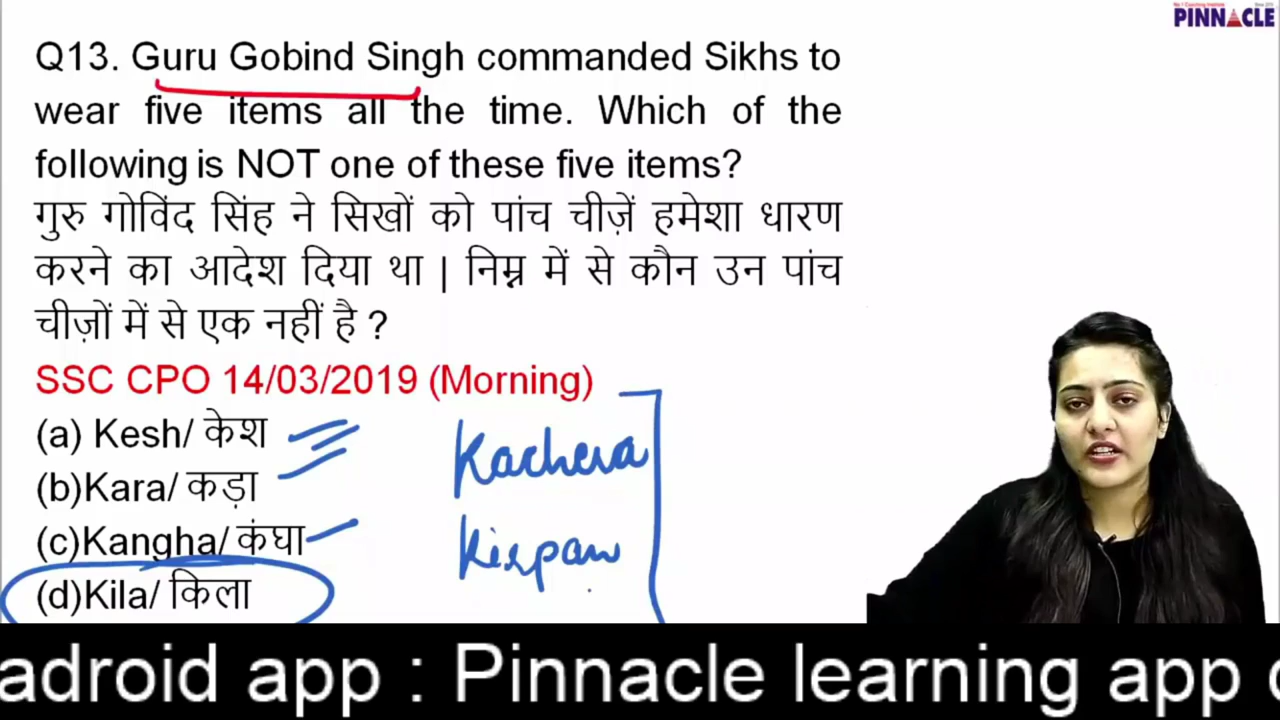 PINNACLE
Q13. Guru Gobind Singh commanded Sikhs to
wear five items all the time. Which of the
following is NOT one of these five items?
गुरु गोविंद सिंह ने सिखों को पांच चीज़ें हमेशा धारण
करने का आदेश दिया था | निम्न में से कौन उन पांच
चीज़ों में से एक नहीं है ?
SSC CPO 14/03/2019 (Morning)
(a) Kesh/ केश
(b)Kara/ कड़ा
Kachera
(c)Kangha/ कंघा
Kirpan
(d)Kila/ किला
adroid app : Pinnacle learning app